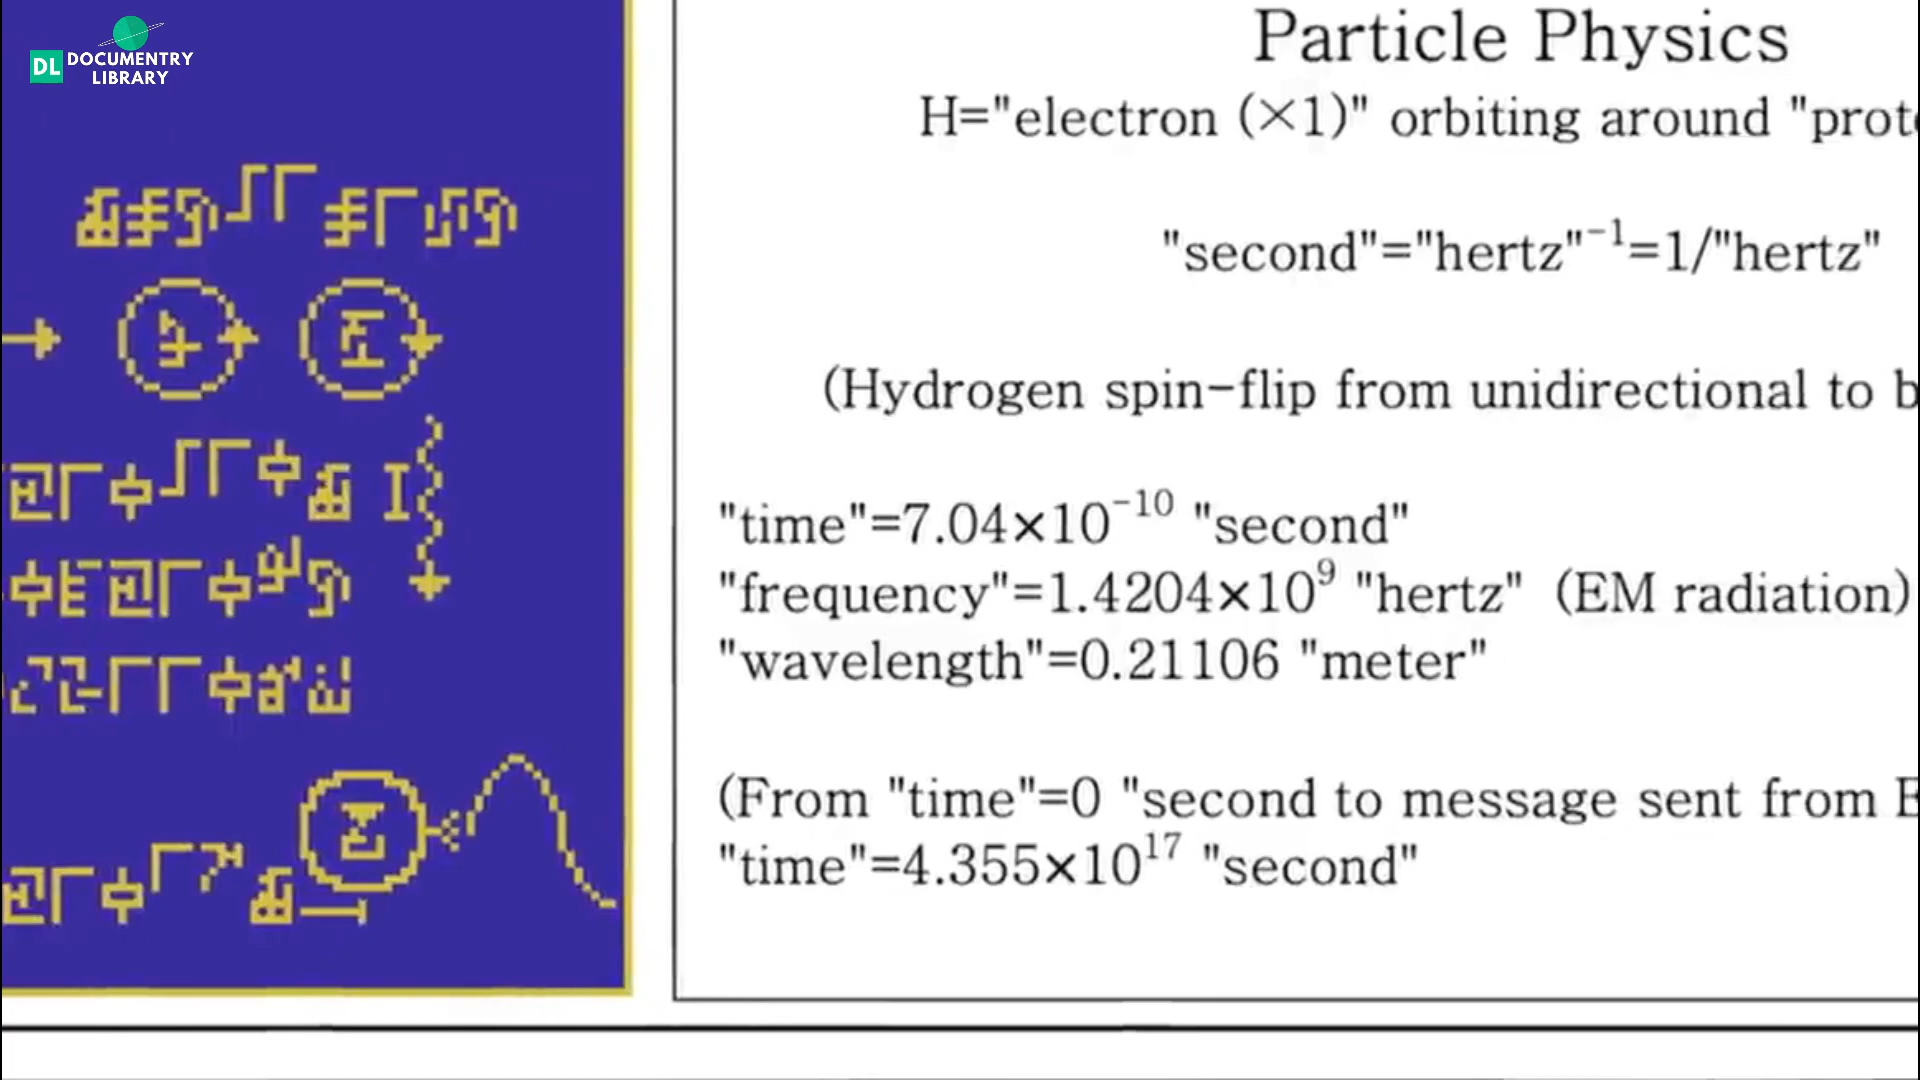 DL DOCUMENTRY
LIBRARY
Particle Physics
H="electron (×1)" orbiting around
"second"="hertz"⁻¹=1/"hertz"
(Hydrogen spin-flip from unidirectional to
"time"=7.04×10⁻¹⁰ "second"
"frequency"=1.4204×10⁹ "hertz" (EM radiation)
"wavelength"=0.21106 "meter"
(From "time"=0 "second to message sent from
"time"=4.355×10¹⁷ "second"